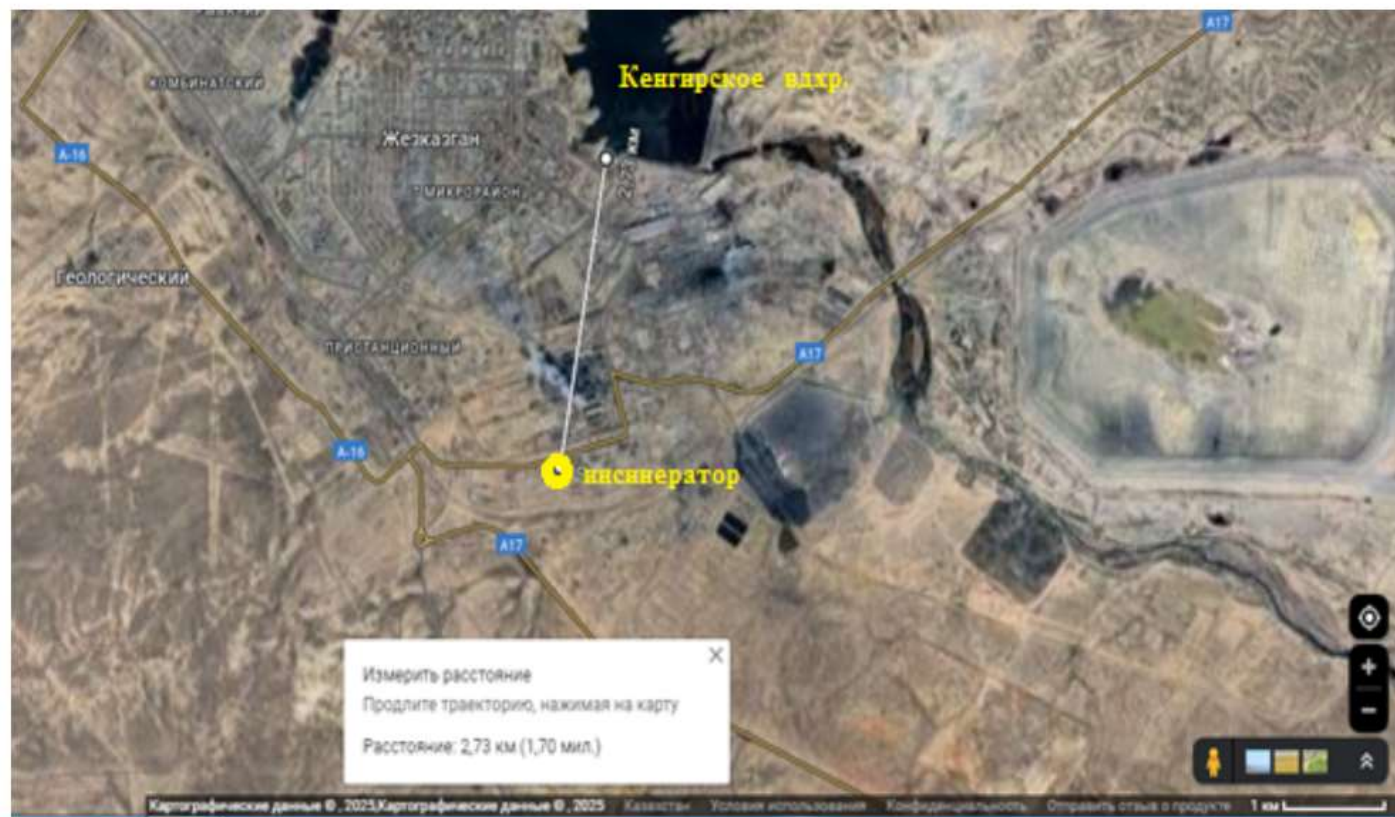 A17
Кенгирское вдхр.
КОМБИНАТСКИЙ
Жезказган
2,73 км
А-16
МИКРОРАЙОН
Геологический
ПРИСТАНЦИОННЫЙ
A17
А-16
инсинератор
A17
Измерить расстояние
Продлите траекторию, нажимая на карту
Расстояние: 2,73 км (1,70 мил.)
Картографические данные © , 2025,Картографические данные © , 2025 Казахстан Условия использования Конфиденциальность Отправить отзыв о продукте 1 км